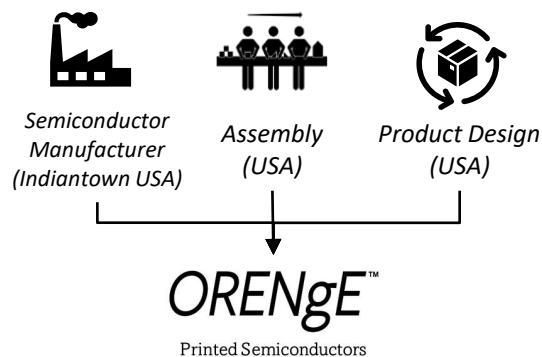 Semiconductor
Manufacturer
(Indiantown USA)
Assembly
(USA)
Product Design
(USA)
ORENgE™
Printed Semiconductors